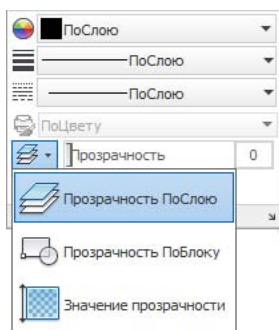 ПоСлою
ПоСлою
ПоСлою
ПоЦвету
Прозрачность 0
Прозрачность ПоСлою
Прозрачность ПоБлоку
Значение прозрачности